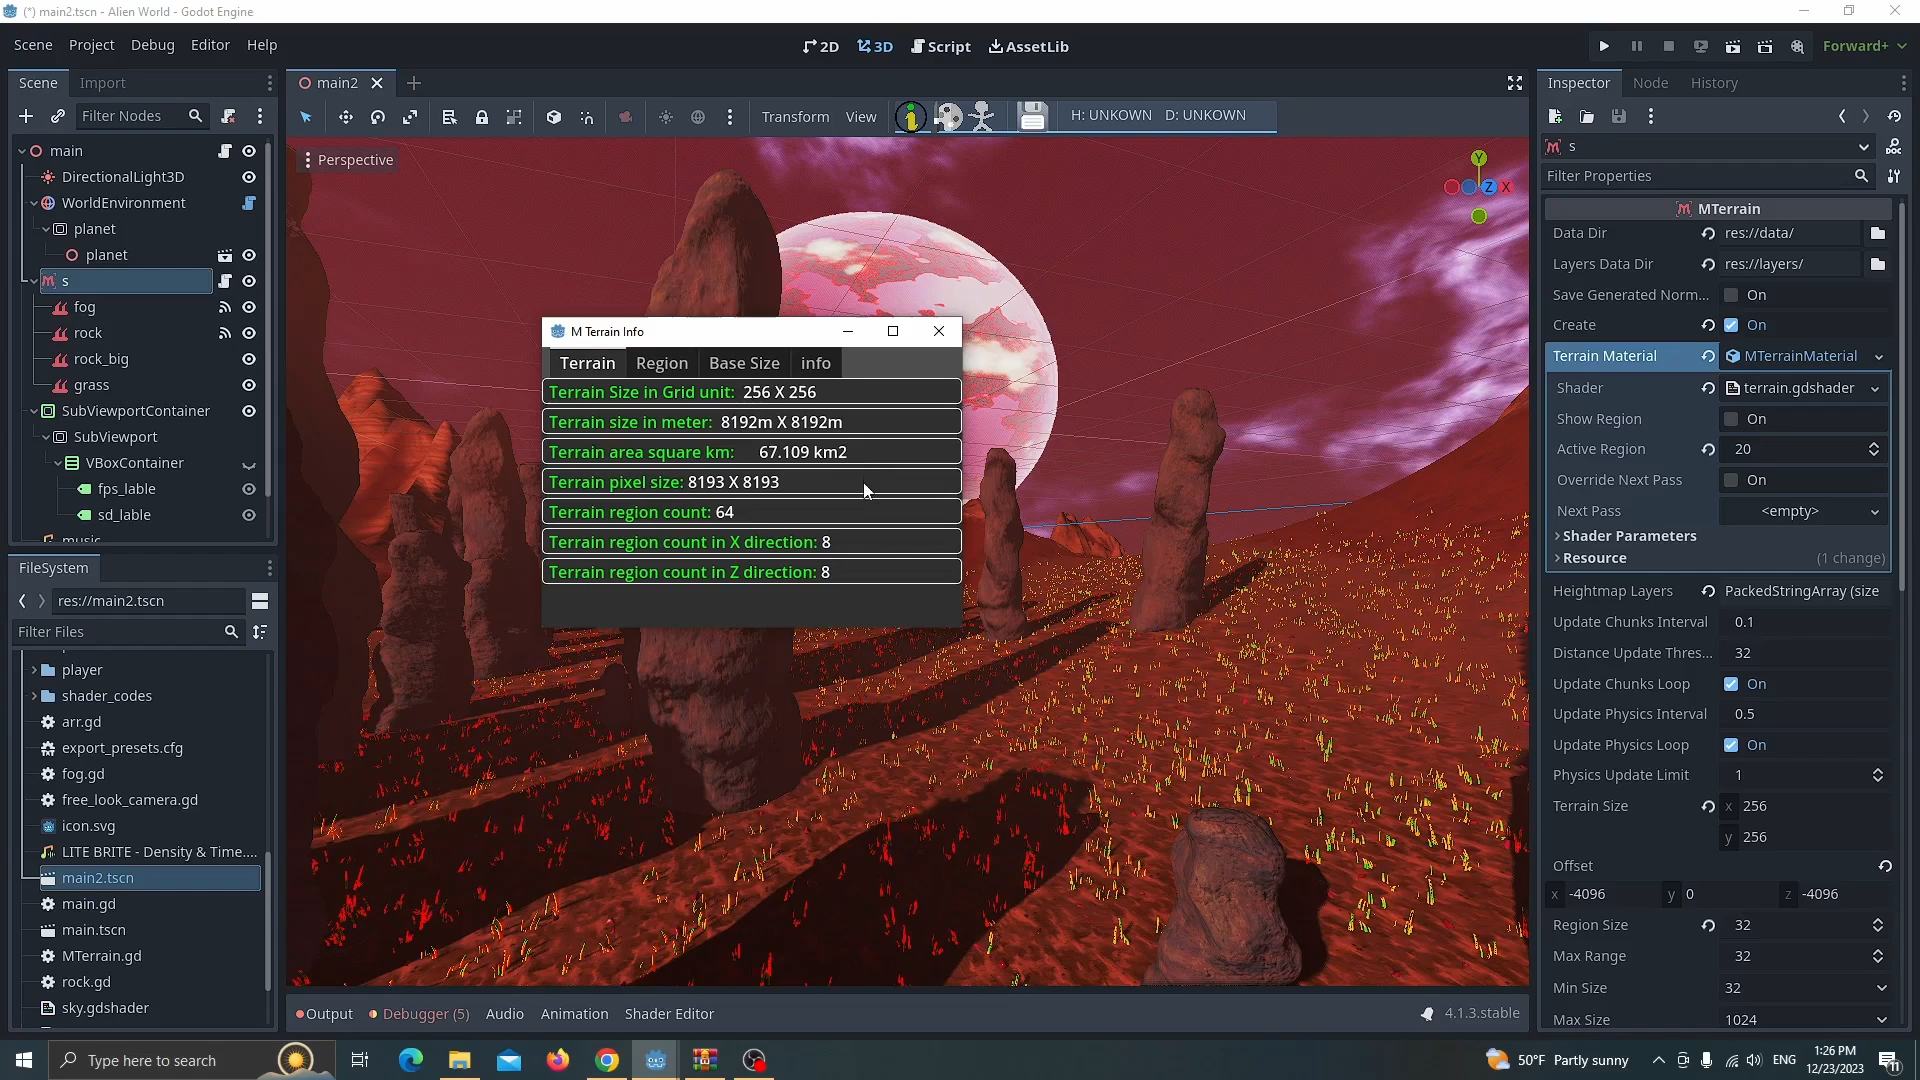 (*) main2.tscn - Alien World - Godot Engine
Scene Project Debug Editor Help
2D 3D Script AssetLib
Forward+
Scene Import
main2
Inspector Node History
Filter Nodes
Transform View
H: UNKOWN D: UNKOWN
main
DirectionalLight3D
WorldEnvironment
planet
planet
s
fog
rock
rock_big
grass
SubViewportContainer
SubViewport
VBoxContainer
fps_lable
sd_lable
FileSystem
res://main2.tscn
Filter Files
player
shader_codes
arr.gd
export_presets.cfg
fog.gd
free_look_camera.gd
icon.svg
LITE BRITE - Density & Time....
main2.tscn
main.gd
main.tscn
MTerrain.gd
rock.gd
sky.gdshader
Perspective
Y
Z X
M Terrain Info
Terrain Region Base Size info
Terrain Size in Grid unit: 256 X 256
Terrain size in meter: 8192m X 8192m
Terrain area square km: 67.109 km2
Terrain pixel size: 8193 X 8193
Terrain region count: 64
Terrain region count in X direction: 8
Terrain region count in Z direction: 8
Output Debugger (5) Audio Animation Shader Editor
4.1.3.stable
s
Filter Properties
MTerrain
Data Dir res://data/
Layers Data Dir res://layers/
Save Generated Norm... On
Create On
Terrain Material MTerrainMaterial
Shader terrain.gdshader
Show Region On
Active Region 20
Override Next Pass On
Next Pass <empty>
Shader Parameters
Resource (1 change)
Heightmap Layers PackedStringArray (size
Update Chunks Interval 0.1
Distance Update Thres... 32
Update Chunks Loop On
Update Physics Interval 0.5
Update Physics Loop On
Physics Update Limit 1
Terrain Size x 256
y 256
Offset
x -4096 y 0 z -4096
Region Size 32
Max Range 32
Min Size 32
Max Size 1024
Type here to search
50°F Partly sunny
ENG
1:26 PM
12/23/2023
11